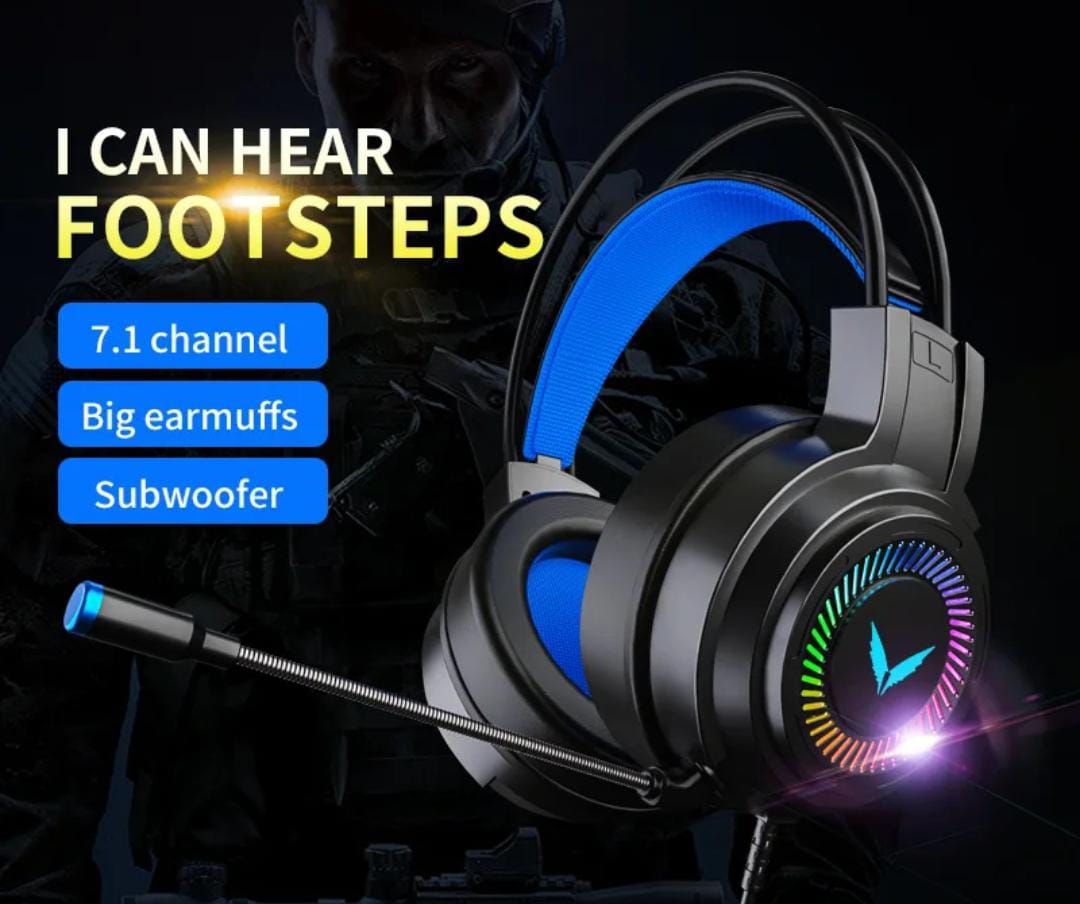 I CAN HEAR
FOOTSTEPS
7.1 channel
Big earmuffs
Subwoofer
L